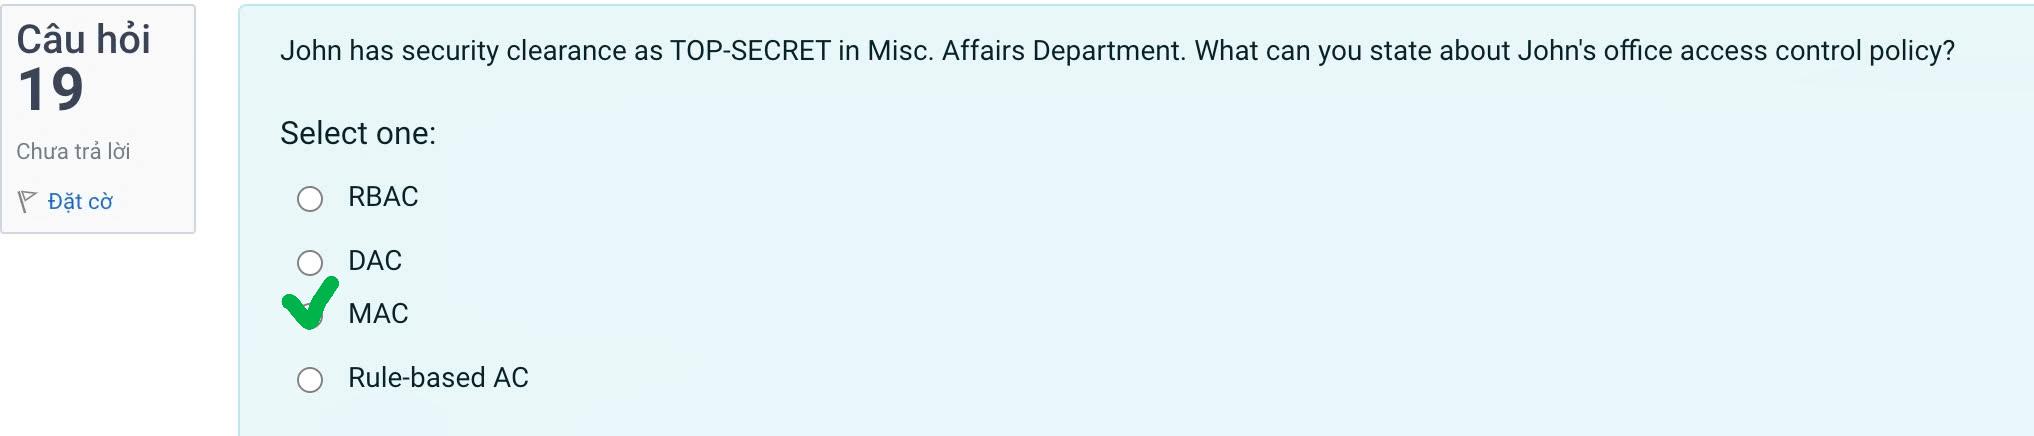 Câu hỏi
19
Chưa trả lời
Đặt cờ
John has security clearance as TOP-SECRET in Misc. Affairs Department. What can you state about John's office access control policy?
Select one:
RBAC
DAC
MAC
Rule-based AC